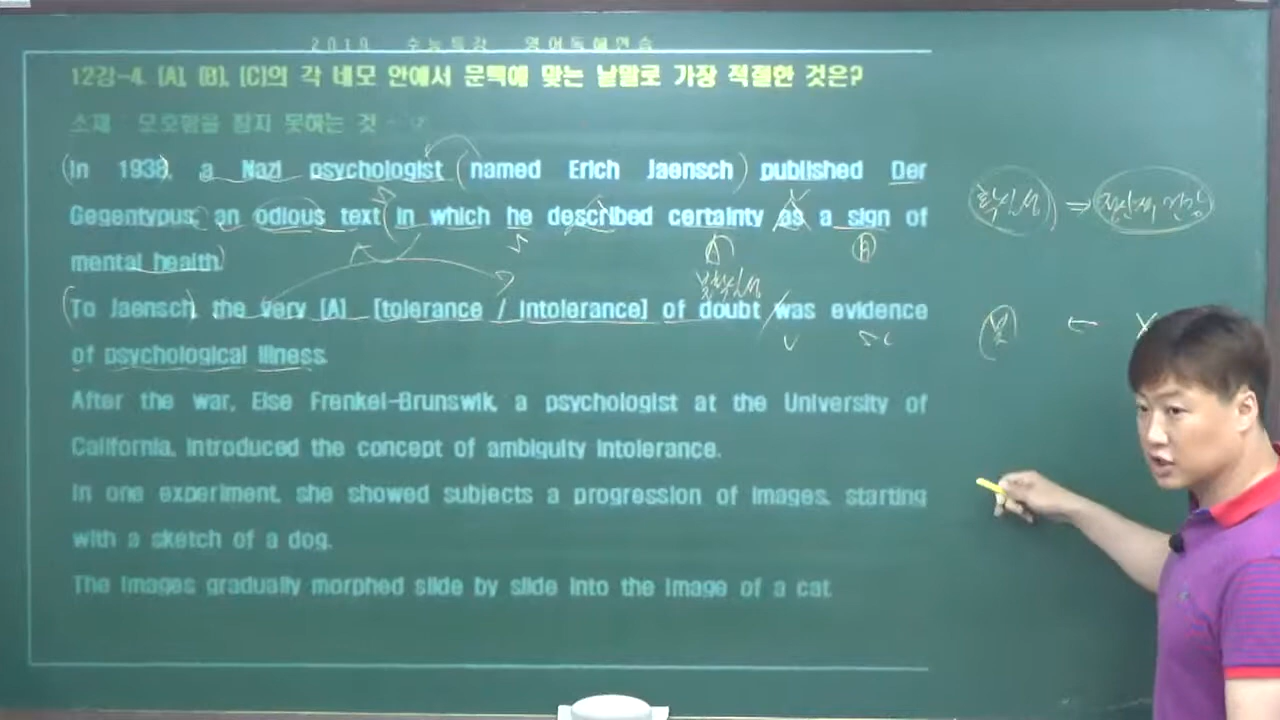 2019 수능특강 영어독해연습
12강-4. [A], [B], [C]의 각 네모 안에서 문맥에 맞는 낱말로 가장 적절한 것은?
소재 : 모호함을 참지 못하는 것
In 1938, a Nazi psychologist named Erich Jaensch published Der
Gegentypus, an odious text in which he described certainty as a sign of
mental health.
확신성 ⇒ 정신적 건강
A B
불확신성
To Jaensch, the very [A] [tolerance / intolerance] of doubt was evidence
of psychological illness.
After the war, Else Frenkel-Brunswik, a psychologist at the University of
California, introduced the concept of ambiguity intolerance.
In one experiment, she showed subjects a progression of images, starting
with a sketch of a dog.
The images gradually morphed slide by slide into the image of a cat.